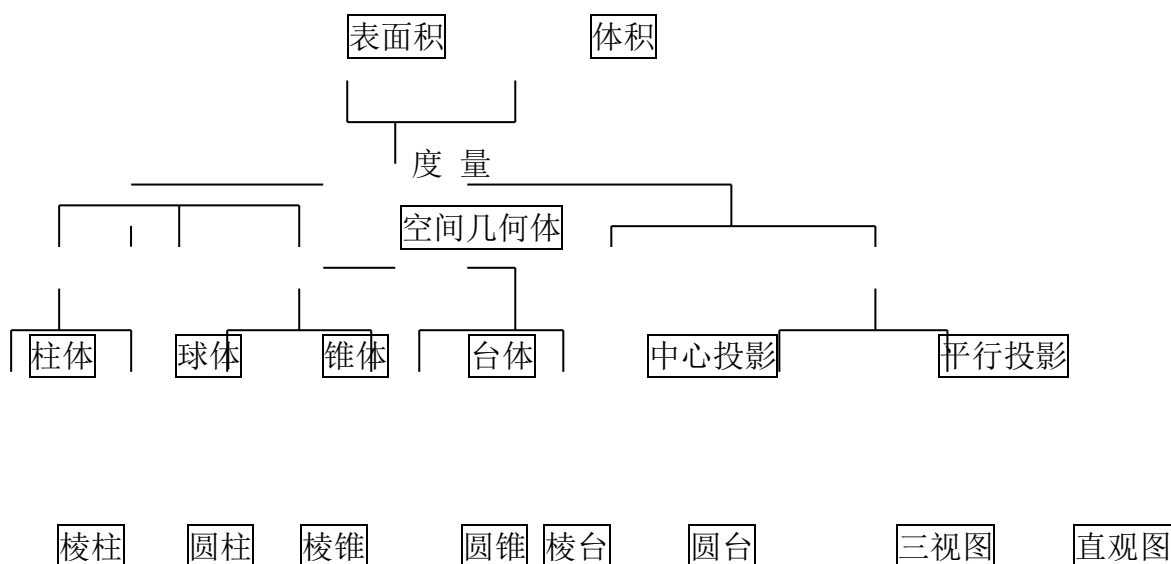 表面积 体积
度 量
空间几何体
柱体 球体 锥体 台体 中心投影 平行投影
棱柱 圆柱 棱锥 圆锥 棱台 圆台 三视图 直观图